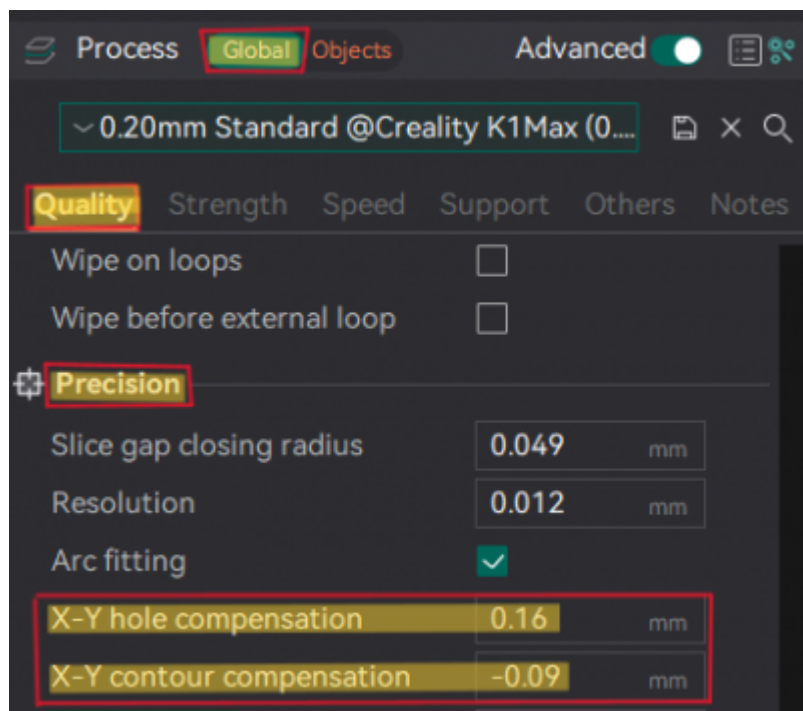 Process Global Objects Advanced
0.20mm Standard @Creality K1Max (0....
Quality Strength Speed Support Others Notes
Wipe on loops
Wipe before external loop
Precision
Slice gap closing radius 0.049 mm
Resolution 0.012 mm
Arc fitting
X-Y hole compensation 0.16 mm
X-Y contour compensation -0.09 mm